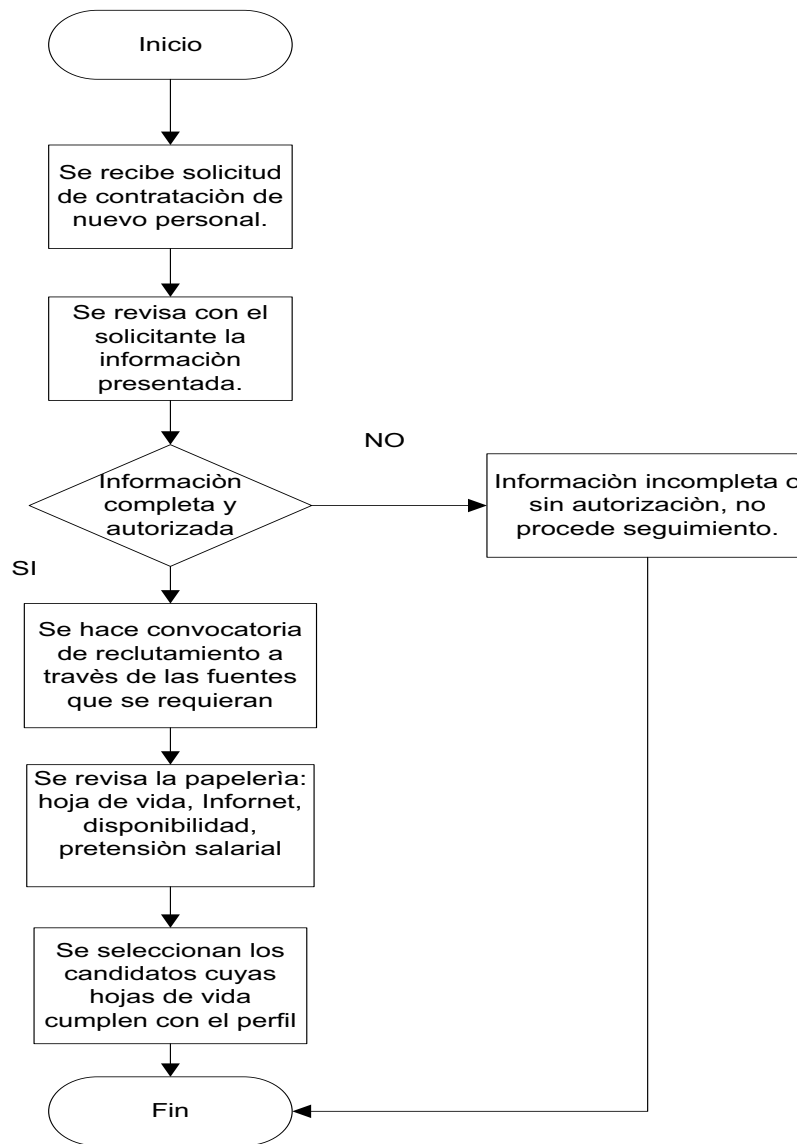 Inicio
Se recibe solicitud
de contrataciòn de
nuevo personal.
Se revisa con el
solicitante la
informaciòn
presentada.
Informaciòn
completa y
autorizada
NO
Informaciòn incompleta o
sin autorizaciòn, no
procede seguimiento.
SI
Se hace convocatoria
de reclutamiento a
travès de las fuentes
que se requieran
Se revisa la papelerìa:
hoja de vida, Infornet,
disponibilidad,
pretensiòn salarial
Se seleccionan los
candidatos cuyas
hojas de vida
cumplen con el perfil
Fin